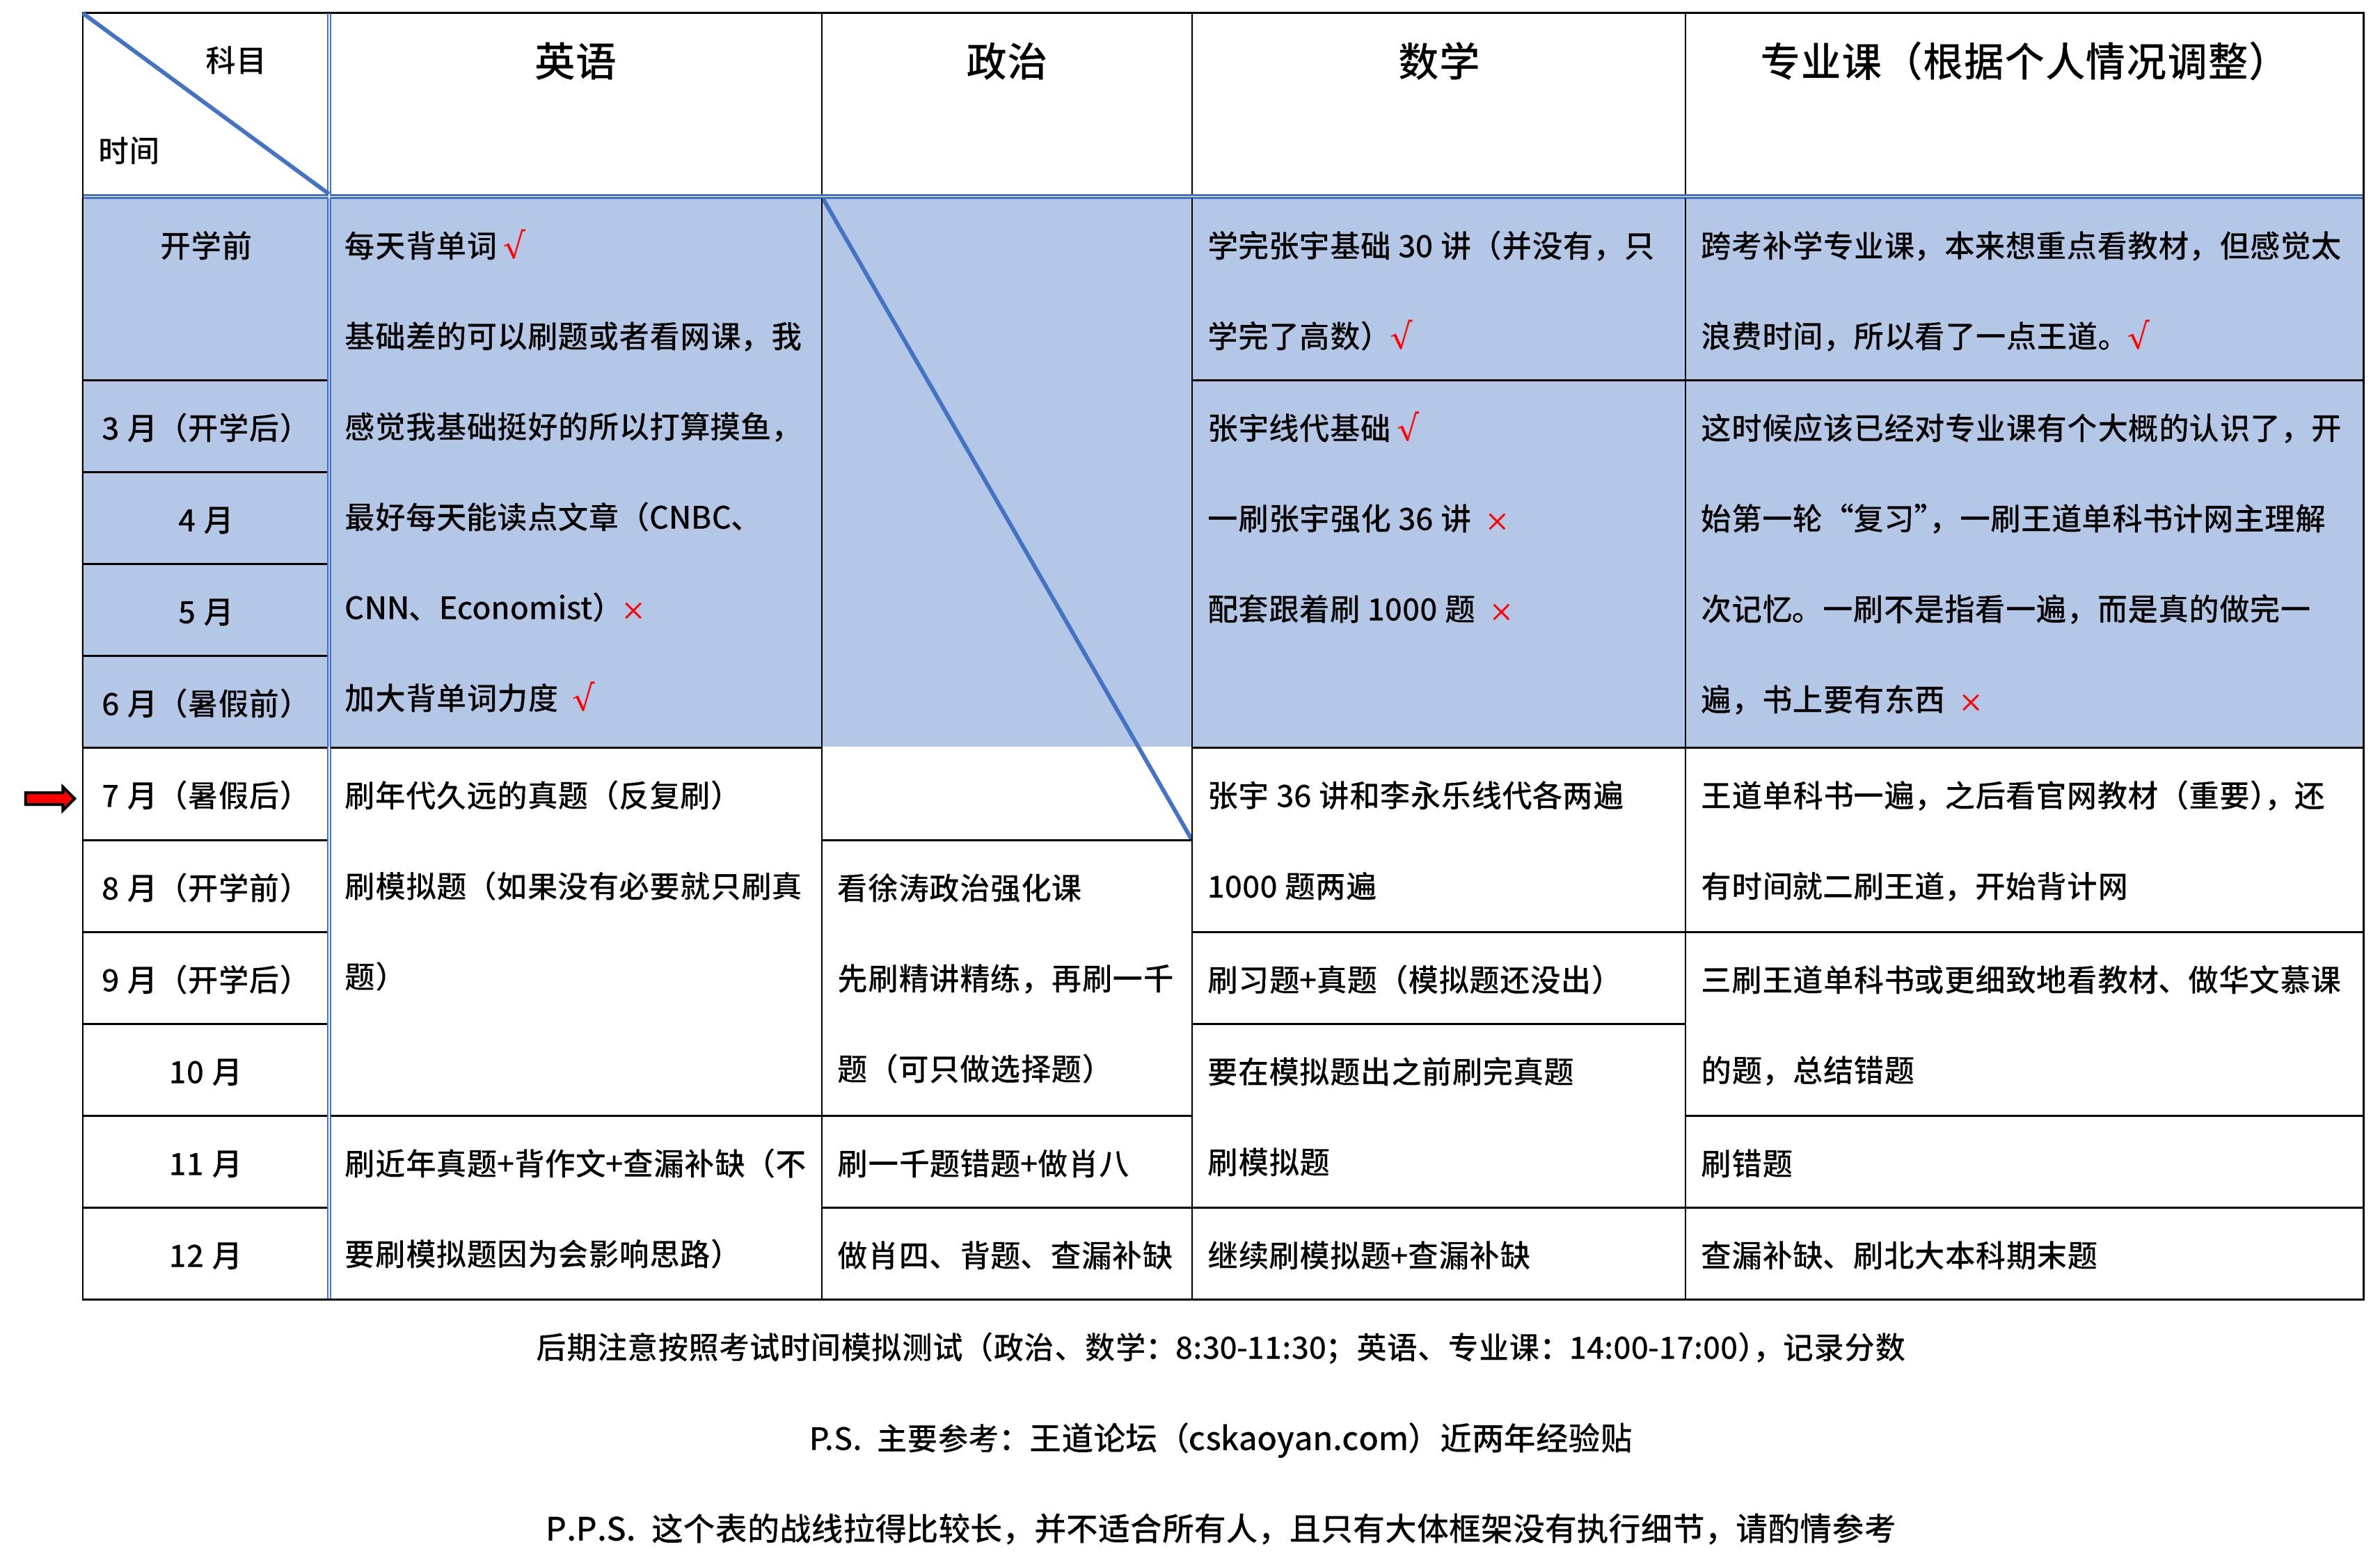 科目
时间
英语
政治
数学
专业课（根据个人情况调整）
开学前
每天背单词 √
基础差的可以刷题或者看网课，我
感觉我基础挺好的所以打算摸鱼，
最好每天能读点文章（CNBC、
CNN、Economist）×
加大背单词力度 √
学完张宇基础 30 讲（并没有，只
学完了高数）√
跨考补学专业课，本来想重点看教材，但感觉太
浪费时间，所以看了一点王道。√
3 月（开学后）
4 月
5 月
6 月（暑假前）
张宇线代基础 √
一刷张宇强化 36 讲 ×
配套跟着刷 1000 题 ×
这时候应该已经对专业课有个大概的认识了，开
始第一轮“复习”，一刷王道单科书计网主理解
次记忆。一刷不是指看一遍，而是真的做完一
遍，书上要有东西 ×
7 月（暑假后）
8 月（开学前）
9 月（开学后）
10 月
刷年代久远的真题（反复刷）
刷模拟题（如果没有必要就只刷真
题）
看徐涛政治强化课
先刷精讲精练，再刷一千
题（可只做选择题）
张宇 36 讲和李永乐线代各两遍
1000 题两遍
王道单科书一遍，之后看官网教材（重要），还
有时间就二刷王道，开始背计网
刷习题+真题（模拟题还没出）
要在模拟题出之前刷完真题
刷模拟题
三刷王道单科书或更细致地看教材、做华文慕课
的题，总结错题
11 月
12 月
刷近年真题+背作文+查漏补缺（不
要刷模拟题因为会影响思路）
刷一千题错题+做肖八
刷错题
做肖四、背题、查漏补缺
继续刷模拟题+查漏补缺
查漏补缺、刷北大本科期末题
后期注意按照考试时间模拟测试（政治、数学：8:30-11:30；英语、专业课：14:00-17:00），记录分数
P.S. 主要参考：王道论坛（cskaoyan.com）近两年经验贴
P.P.S. 这个表的战线拉得比较长，并不适合所有人，且只有大体框架没有执行细节，请酌情参考